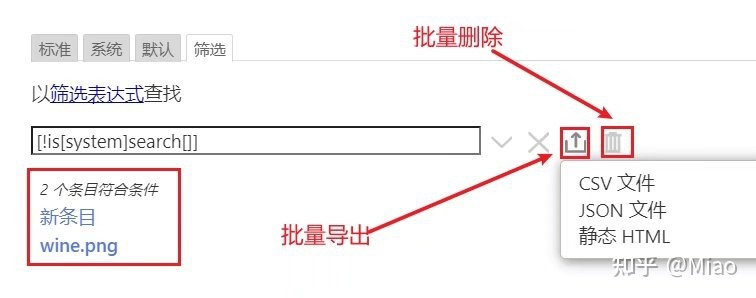 批量删除
标准 系统 默认 筛选
以筛选表达式查找
[!is[system]search[]]
2 个条目符合条件
新条目
wine.png
批量导出
CSV 文件
JSON 文件
静态 HTML
知乎 @Miao